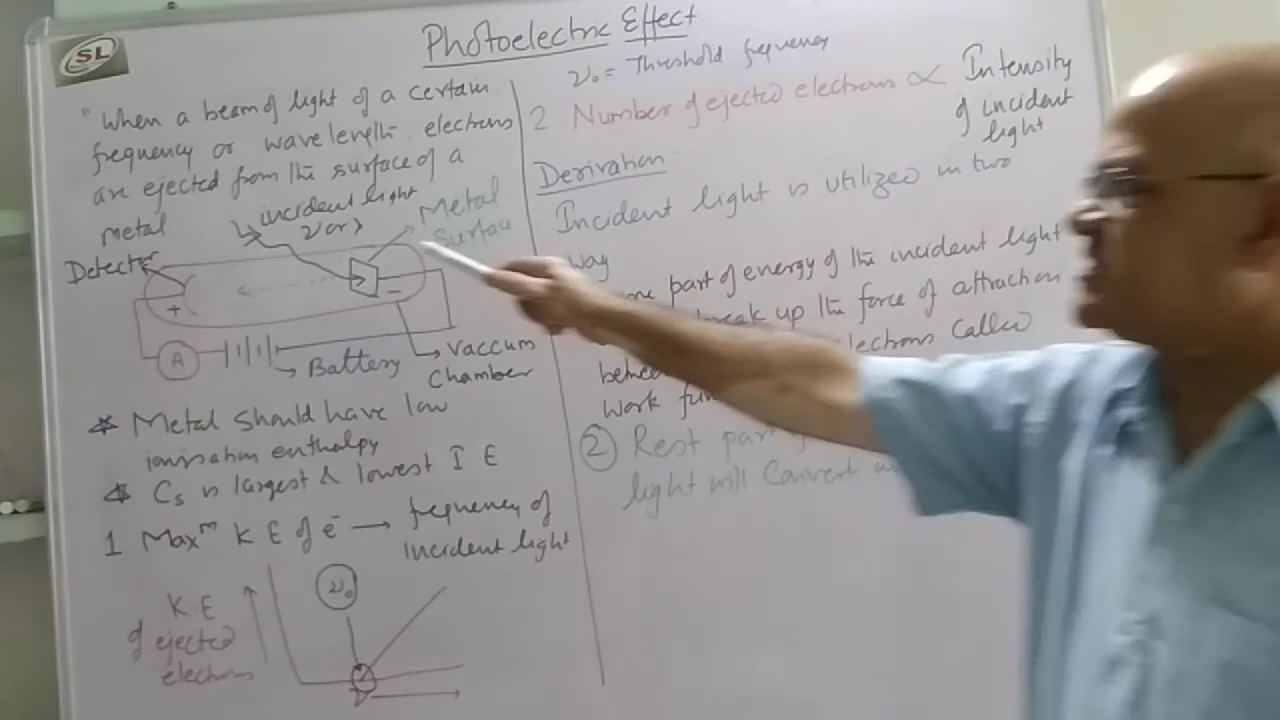 SL
Photoelectric Effect
"When a beam of light of a certain
frequency or wavelength electrons
are ejected from the surface of a
metal
incident light
ν or λ
Metal
Surfac
Detector
+
−
A
Battery
Vaccum
Chamber
* Metal should have low
ionisation enthalpy
* Cs is largest & lowest I E
1 Maxm K E of e- → frequency of
incident light
ν₀
K.E
of ejected
electrons
ν
ν₀ = Threshold frequency
2 Number of ejected electrons ∝ Intensity
of incident
light
Derivation
Incident light is utilized in two
way
part of energy of the incident light
break up the force of attraction
electrons called
Work
② Rest part
light will convert